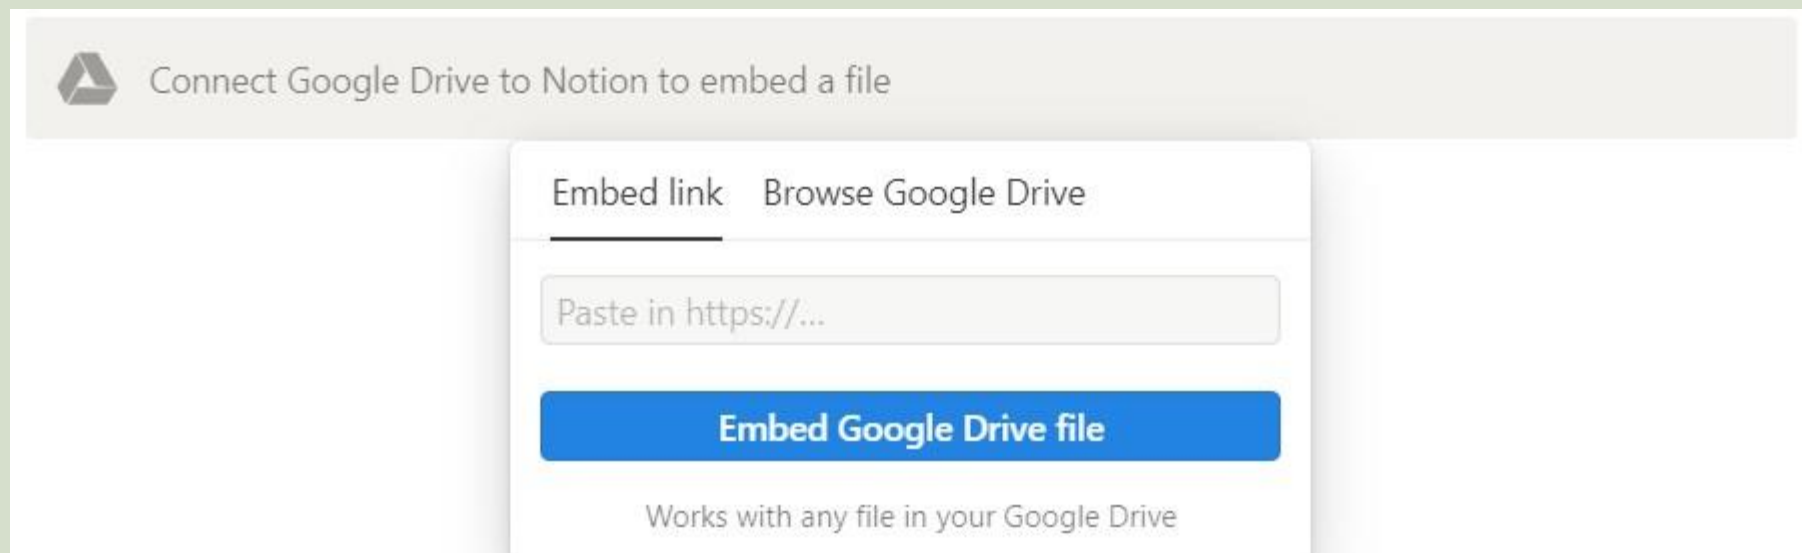 Connect Google Drive to Notion to embed a file
Embed link Browse Google Drive
Paste in https://...
Embed Google Drive file
Works with any file in your Google Drive